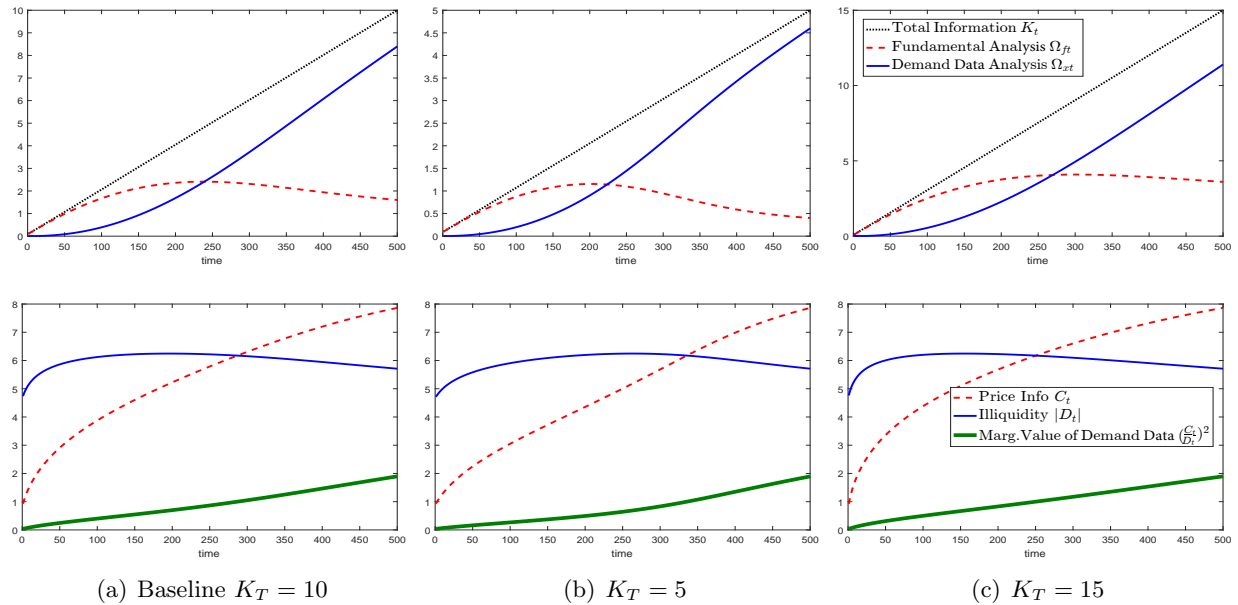 10
9
8
7
6
5
4
3
2
1
0
0 50 100 150 200 250 300 350 400 450 500
time
5
4.5
4
3.5
3
2.5
2
1.5
1
0.5
0
0 50 100 150 200 250 300 350 400 450 500
time
15
10
5
0
0 50 100 150 200 250 300 350 400 450 500
time
Total Information $K_t$
Fundamental Analysis $\Omega_{ft}$
Demand Data Analysis $\Omega_{xt}$
8
7
6
5
4
3
2
1
0
0 50 100 150 200 250 300 350 400 450 500
time
8
7
6
5
4
3
2
1
0
0 50 100 150 200 250 300 350 400 450 500
time
8
7
6
5
4
3
2
1
0
0 50 100 150 200 250 300 350 400 450 500
time
Price Info $C_t$
Illiquidity $|D_t|$
Marg.Value of Demand Data $(\frac{C_t}{D_t})^2$
(a) Baseline $K_T = 10$
(b) $K_T = 5$
(c) $K_T = 15$